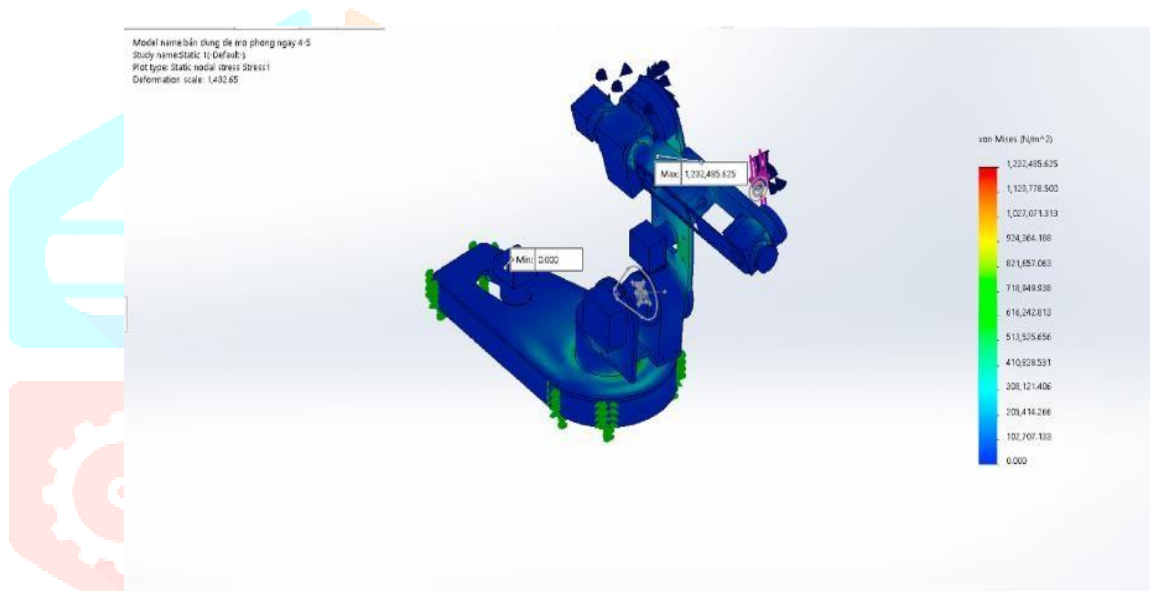 Model name:bản dung de mo phong ngay 4-5
Study name:Static 1(-Default-)
Plot type: Static nodal stress Stress1
Deformation scale: 1,432.65
von Mises (N/m^2)
1,232,485.625
1,129,778.500
1,027,071.313
924,364.188
821,657.063
718,949.938
616,242.813
513,535.656
410,828.531
308,121.406
205,414.266
102,707.133
0.000
Max: 1,232,485.625
Min: 0.000